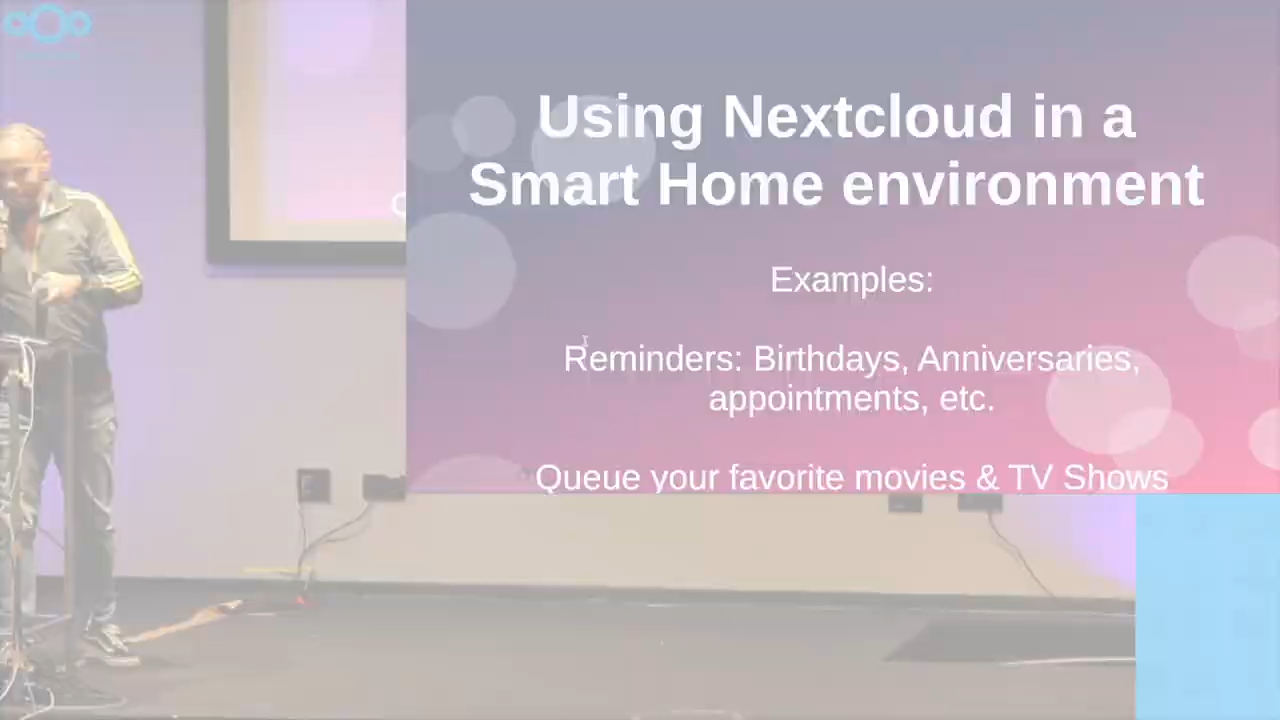 Using Nextcloud in a
Smart Home environment
Examples:
Reminders: Birthdays, Anniversaries,
appointments, etc.
Queue your favorite movies & TV Shows